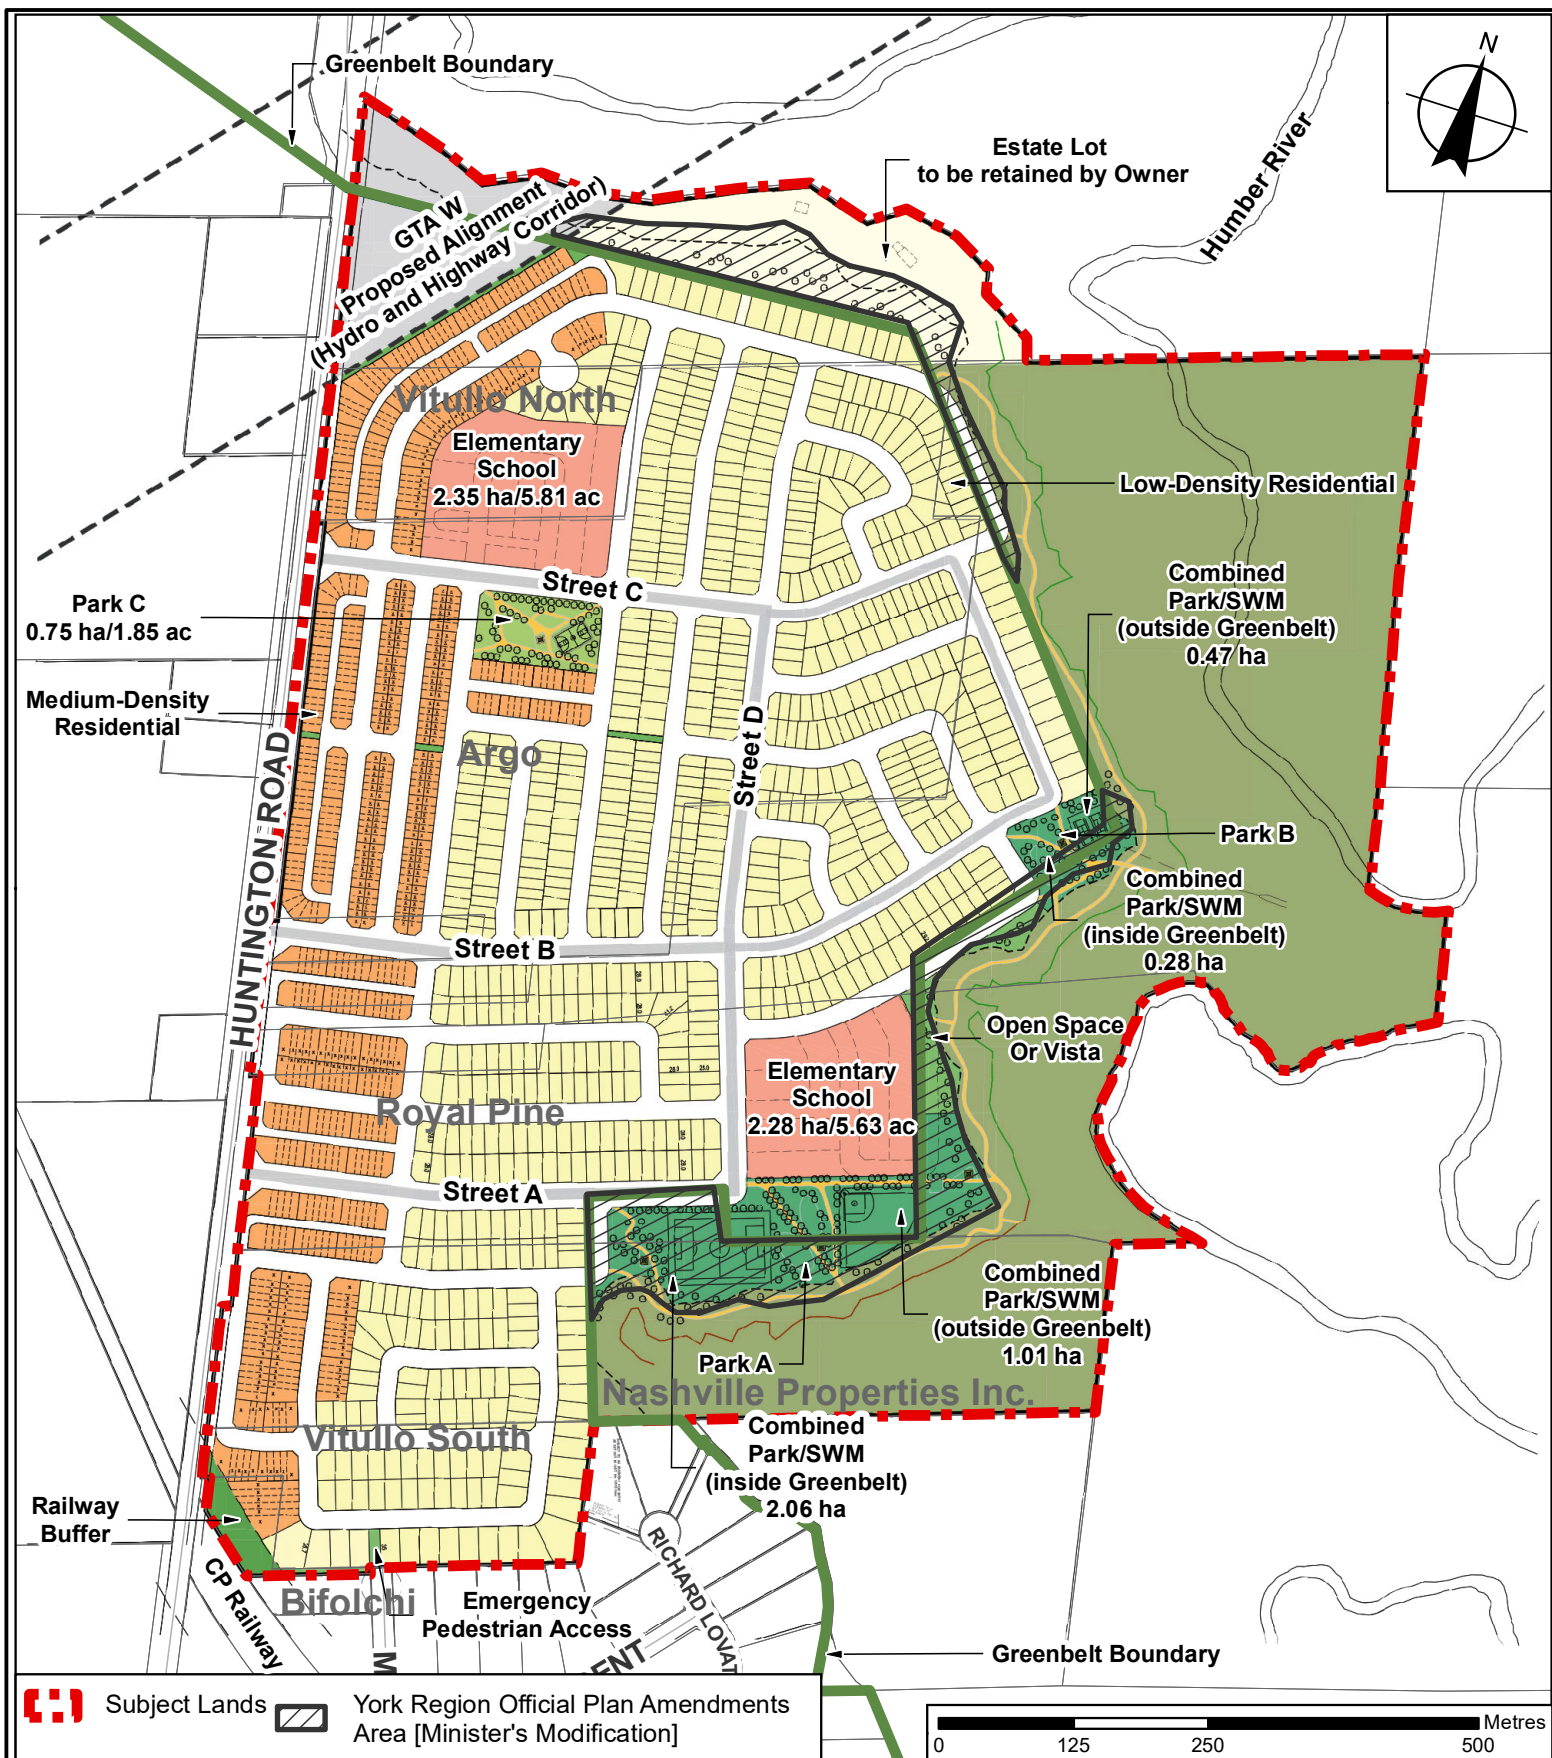 Greenbelt Boundary
N
Estate Lot
to be retained by Owner
Humber River
GTA W
Proposed Alignment
(Hydro and Highway Corridor)
Vitullo North
Elementary
School
2.35 ha/5.81 ac
Low-Density Residential
Street C
Combined
Park/SWM
(outside Greenbelt)
0.47 ha
Park C
0.75 ha/1.85 ac
Medium-Density
Residential
Argo
Street D
HUNTINGTON ROAD
Park B
Combined
Park/SWM
(inside Greenbelt)
0.28 ha
Street B
Open Space
Or Vista
Elementary
School
2.28 ha/5.63 ac
Royal Pine
Street A
Combined
Park/SWM
(outside Greenbelt)
1.01 ha
Park A
Nashville Properties Inc.
Combined
Park/SWM
(inside Greenbelt)
2.06 ha
Vitullo South
Railway
Buffer
CP Railway
Bifolchi
Emergency
Pedestrian Access
RICHARD LOVAT
ENT
M
Greenbelt Boundary
Subject Lands
York Region Official Plan Amendments
Area [Minister's Modification]
Metres
0 125 250 500